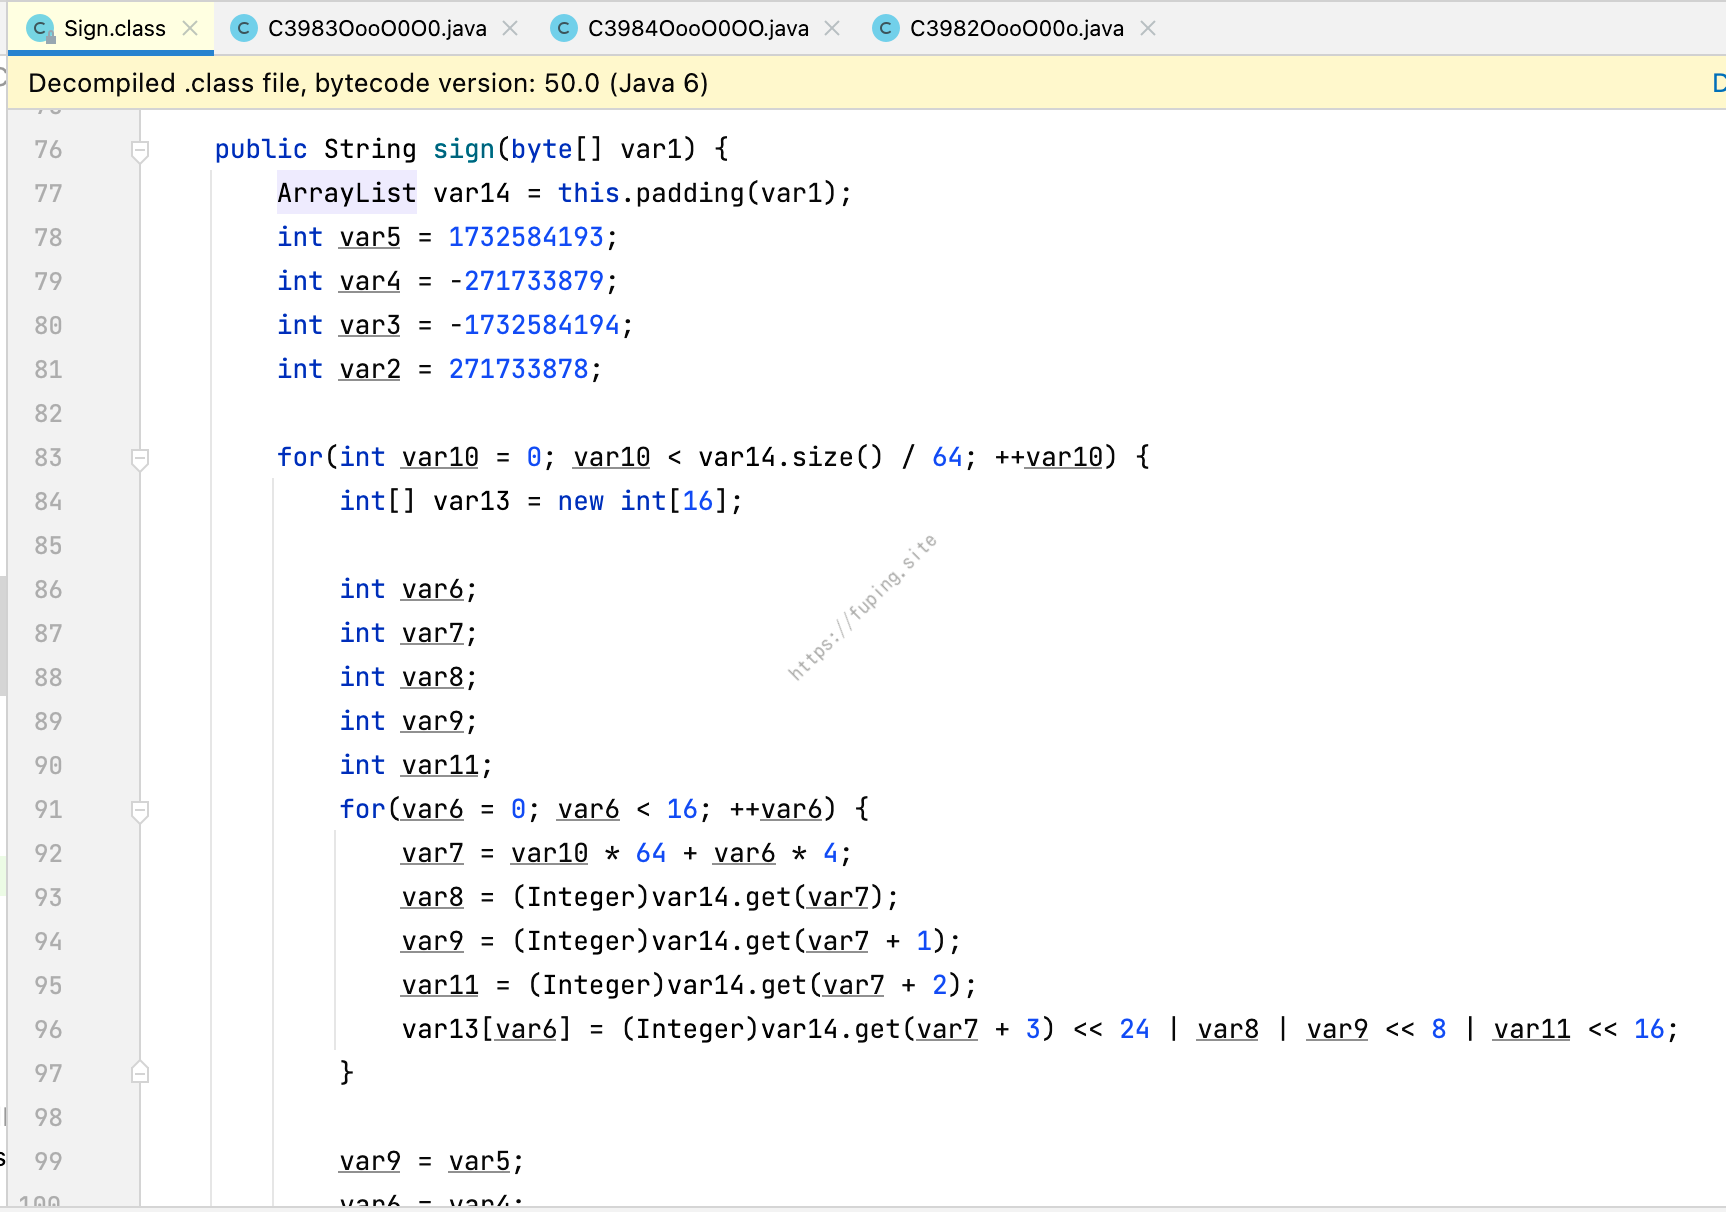 Sign.class C3983OooO0O0.java C3984OooO0OO.java C3982OooO00o.java
Decompiled .class file, bytecode version: 50.0 (Java 6)
76 public String sign(byte[] var1) {
77 ArrayList var14 = this.padding(var1);
78 int var5 = 1732584193;
79 int var4 = -271733879;
80 int var3 = -1732584194;
81 int var2 = 271733878;
82
83 for(int var10 = 0; var10 < var14.size() / 64; ++var10) {
84 int[] var13 = new int[16];
85
86 int var6;
87 int var7;
88 int var8;
89 int var9;
90 int var11;
91 for(var6 = 0; var6 < 16; ++var6) {
92 var7 = var10 * 64 + var6 * 4;
93 var8 = (Integer)var14.get(var7);
94 var9 = (Integer)var14.get(var7 + 1);
95 var11 = (Integer)var14.get(var7 + 2);
96 var13[var6] = (Integer)var14.get(var7 + 3) << 24 | var8 | var9 << 8 | var11 << 16;
97 }
98
99 var9 = var5;
100 var6 = var4;
https://fuping.site